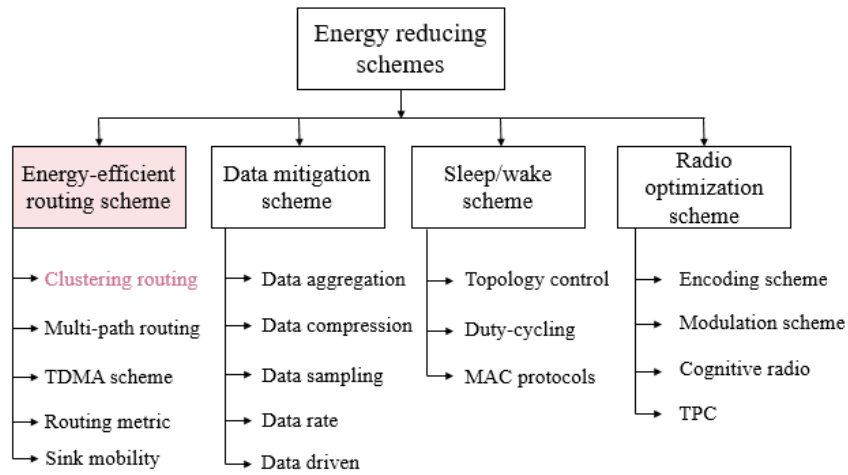 Energy reducing
schemes
Energy-efficient
routing scheme
Clustering routing
Multi-path routing
TDMA scheme
Routing metric
Sink mobility
Data mitigation
scheme
Data aggregation
Data compression
Data sampling
Data rate
Data driven
Sleep/wake
scheme
Topology control
Duty-cycling
MAC protocols
Radio
optimization
scheme
Encoding scheme
Modulation scheme
Cognitive radio
TPC